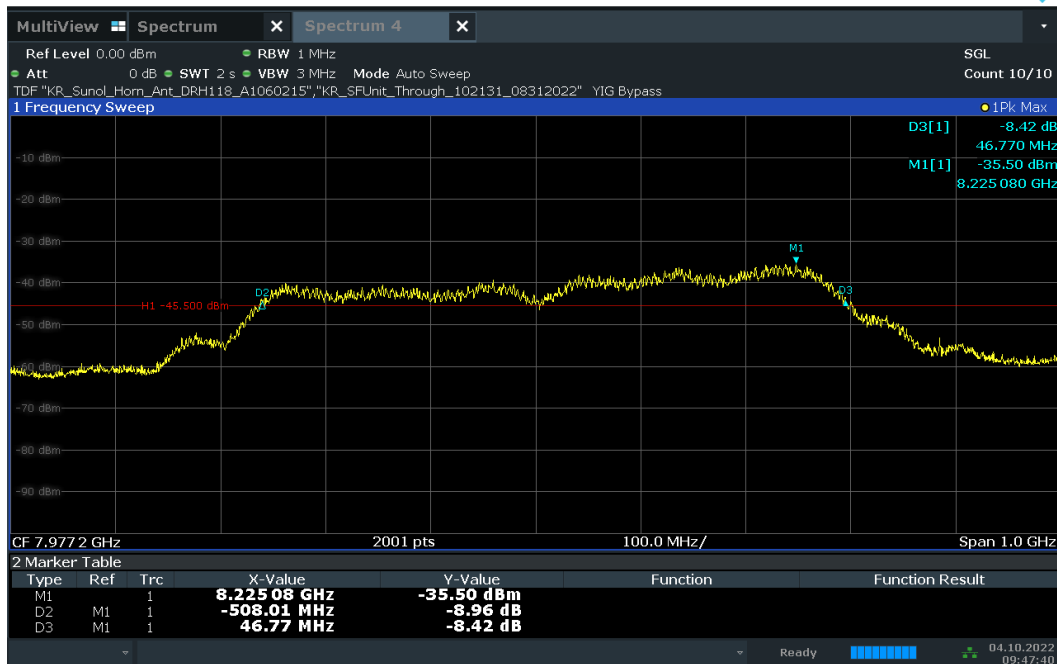 MultiView Spectrum X Spectrum 4 X
Ref Level 0.00 dBm RBW 1 MHz SGL
Att 0 dB SWT 2 s VBW 3 MHz Mode Auto Sweep Count 10/10
TDF "KR_Sunol_Horn_Ant_DRH118_A1060215","KR_SFUnit_Through_102131_08312022" YIG Bypass
1 Frequency Sweep 1Pk Max
D3[1] -8.42 dB
46.770 MHz
M1[1] -35.50 dBm
8.225 080 GHz
-10 dBm
-20 dBm
-30 dBm
M1
-40 dBm
D2 D3
H1 -45.500 dBm
-50 dBm
-60 dBm
-70 dBm
-80 dBm
-90 dBm
CF 7.9772 GHz 2001 pts 100.0 MHz/ Span 1.0 GHz
2 Marker Table
Type Ref Trc X-Value Y-Value Function Function Result
M1 1 8.22508 GHz -35.50 dBm
D2 M1 1 -508.01 MHz -8.96 dB
D3 M1 1 46.77 MHz -8.42 dB
Ready 04.10.2022
09:47:40